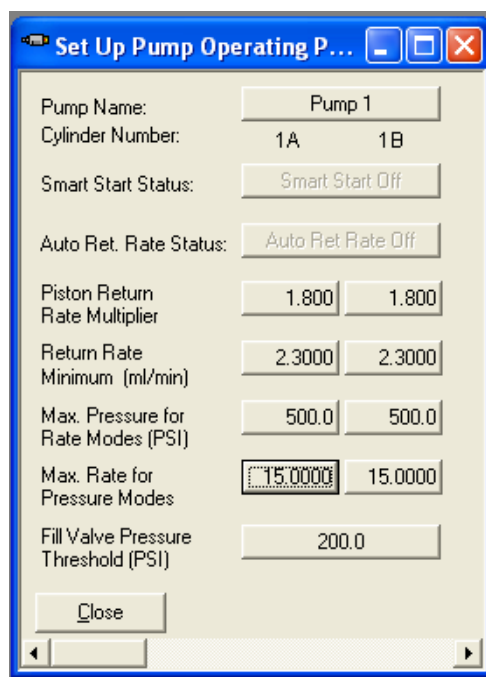 Set Up Pump Operating P...
Pump Name: Pump 1
Cylinder Number: 1A 1B
Smart Start Status: Smart Start Off
Auto Ret. Rate Status: Auto Ret Rate Off
Piston Return
Rate Multiplier 1.800 1.800
Return Rate
Minimum (ml/min) 2.3000 2.3000
Max. Pressure for
Rate Modes (PSI) 500.0 500.0
Max. Rate for
Pressure Modes 15.0000 15.0000
Fill Valve Pressure
Threshold (PSI) 200.0
Close